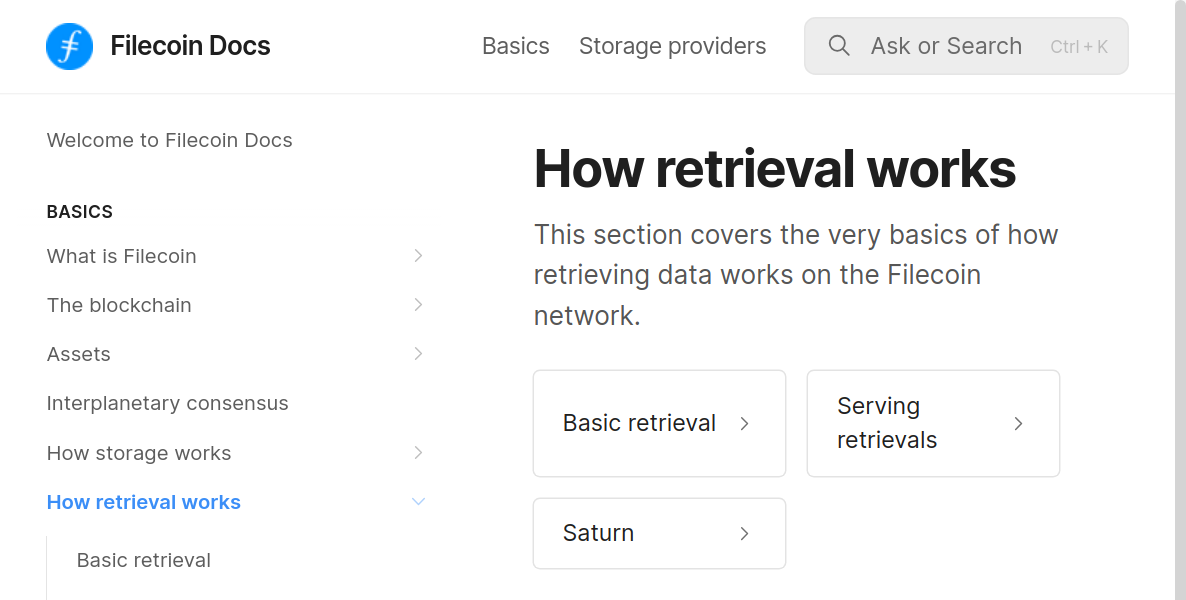 Filecoin Docs
Basics
Storage providers
Ask or Search
Ctrl + K
Welcome to Filecoin Docs
BASICS
What is Filecoin
The blockchain
Assets
Interplanetary consensus
How storage works
How retrieval works
Basic retrieval
How retrieval works
This section covers the very basics of how
retrieving data works on the Filecoin
network.
Basic retrieval
Serving
retrievals
Saturn